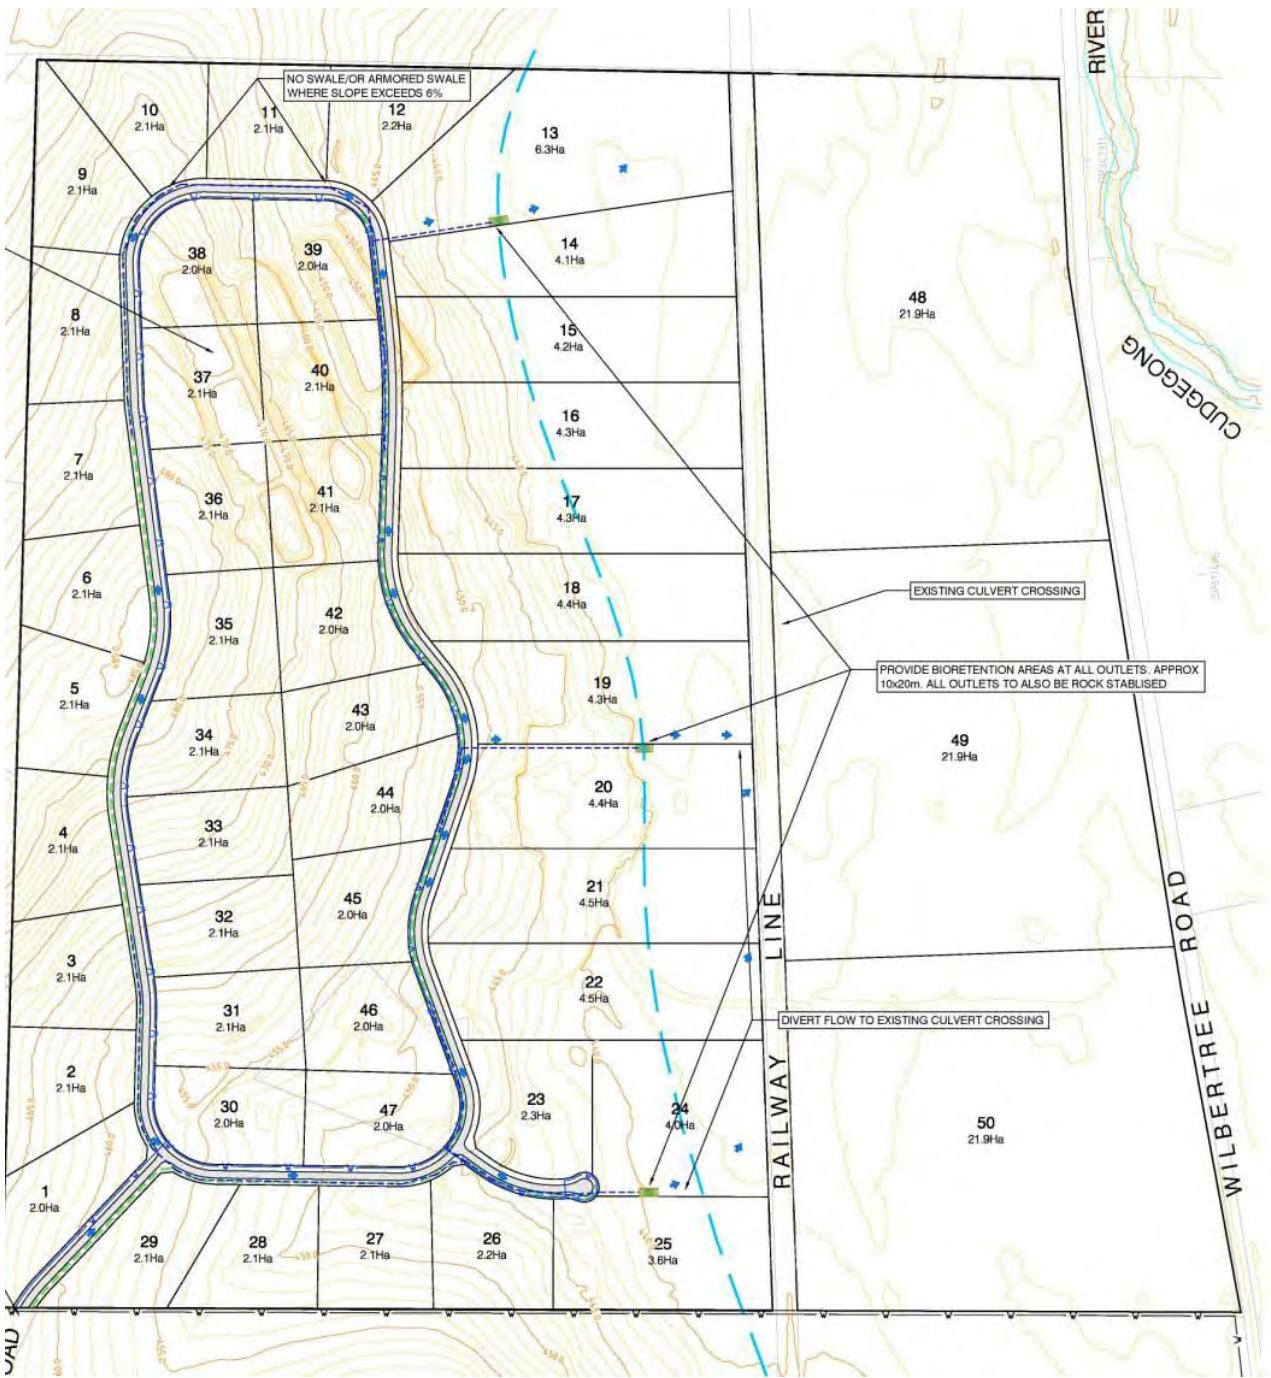 RIVER
CUDGEGONG
NO SWALE/OR ARMORED SWALE
WHERE SLOPE EXCEEDS 6%
10
2.1Ha
11
2.1Ha
12
2.2Ha
13
6.3Ha
9
2.1Ha
14
4.1Ha
38
2.0Ha
39
2.0Ha
48
21.9Ha
8
2.1Ha
15
4.2Ha
37
2.1Ha
40
2.1Ha
16
4.3Ha
7
2.1Ha
36
2.1Ha
41
2.1Ha
17
4.3Ha
6
2.1Ha
18
4.4Ha
EXISTING CULVERT CROSSING
35
2.1Ha
42
2.0Ha
PROVIDE BIORETENTION AREAS AT ALL OUTLETS. APPROX
10x20m. ALL OUTLETS TO ALSO BE ROCK STABLISED
5
2.1Ha
19
4.3Ha
43
2.0Ha
34
2.1Ha
49
21.9Ha
20
4.4Ha
44
2.0Ha
4
2.1Ha
33
2.1Ha
21
4.5Ha
45
2.0Ha
32
2.1Ha
3
2.1Ha
22
4.5Ha
31
2.1Ha
46
2.0Ha
DIVERT FLOW TO EXISTING CULVERT CROSSING
RAILWAY LINE
WILBERTREE ROAD
2
2.1Ha
30
2.0Ha
47
2.0Ha
23
2.3Ha
24
4.0Ha
50
21.9Ha
1
2.0Ha
29
2.1Ha
28
2.1Ha
27
2.1Ha
26
2.2Ha
25
3.6Ha